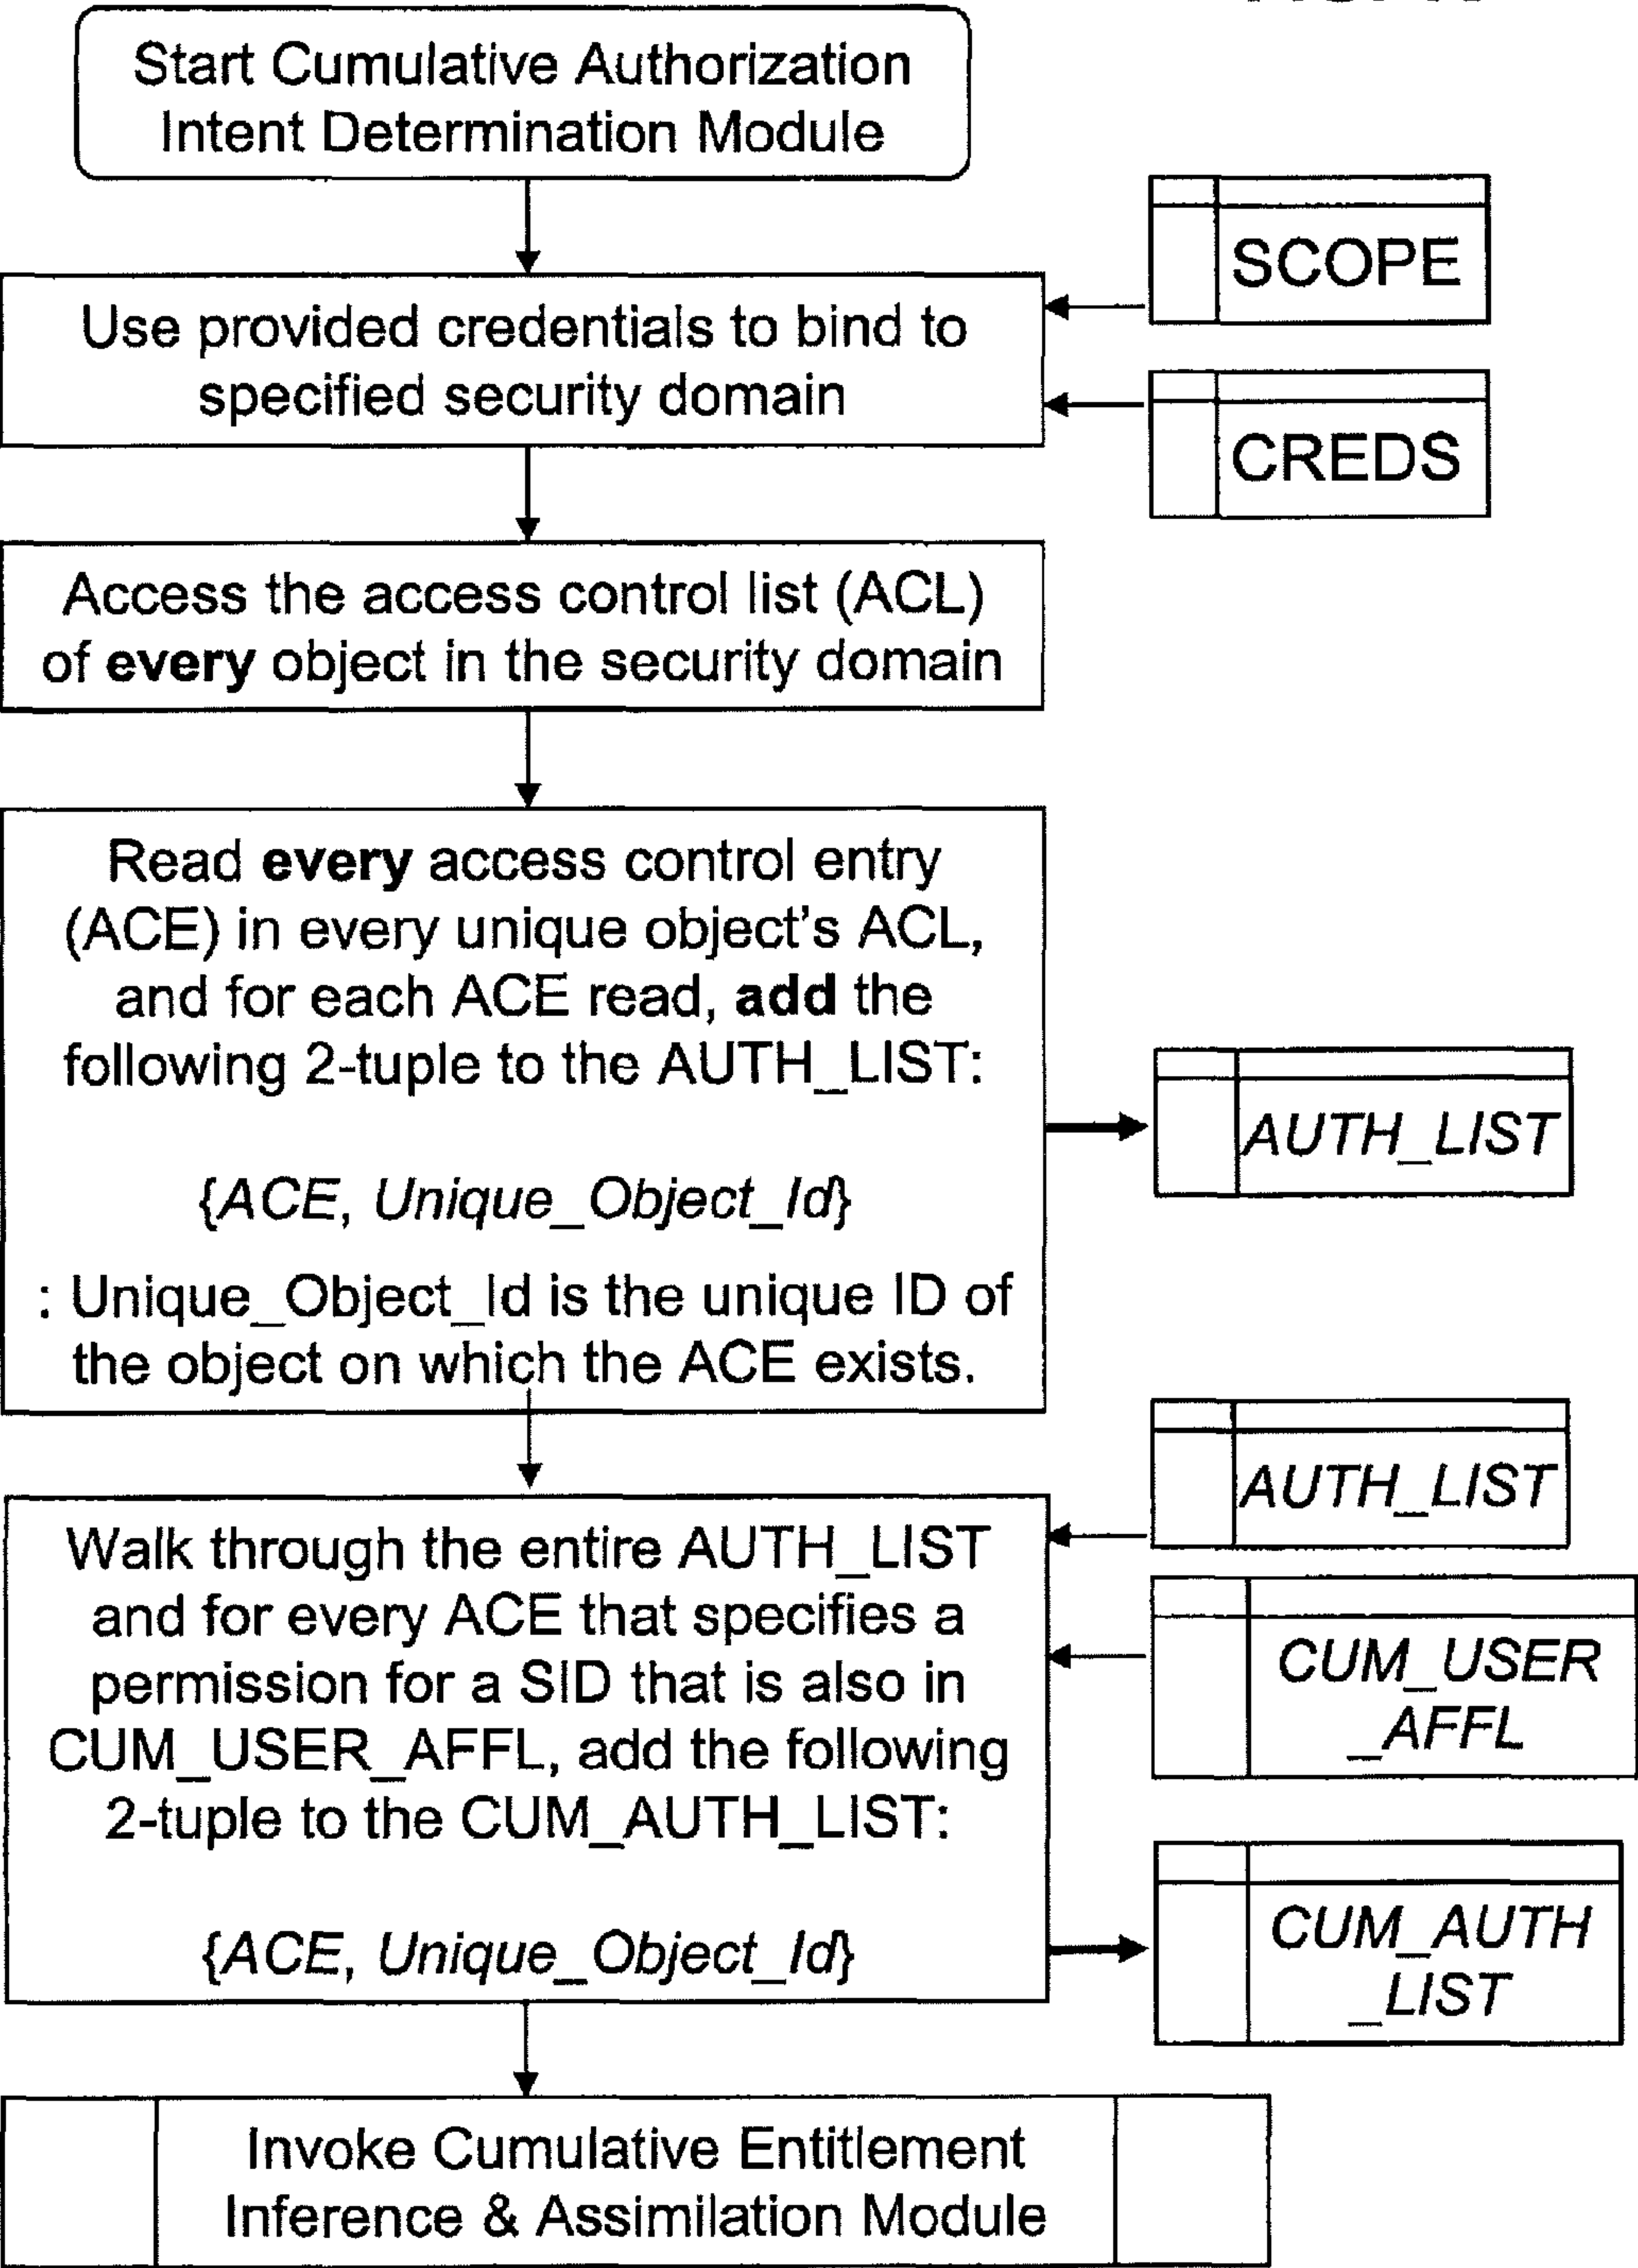 Start Cumulative Authorization
Intent Determination Module
SCOPE
Use provided credentials to bind to
specified security domain
CREDS
Access the access control list (ACL)
of every object in the security domain
Read every access control entry
(ACE) in every unique object's ACL,
and for each ACE read, add the
following 2-tuple to the AUTH_LIST:
AUTH_LIST
{ACE, Unique_Object_Id}
: Unique_Object_Id is the unique ID of
the object on which the ACE exists.
AUTH_LIST
Walk through the entire AUTH_LIST
and for every ACE that specifies a
permission for a SID that is also in
CUM_USER_AFFL, add the following
2-tuple to the CUM_AUTH_LIST:
CUM_USER
_AFFL
{ACE, Unique_Object_Id}
CUM_AUTH
_LIST
Invoke Cumulative Entitlement
Inference & Assimilation Module